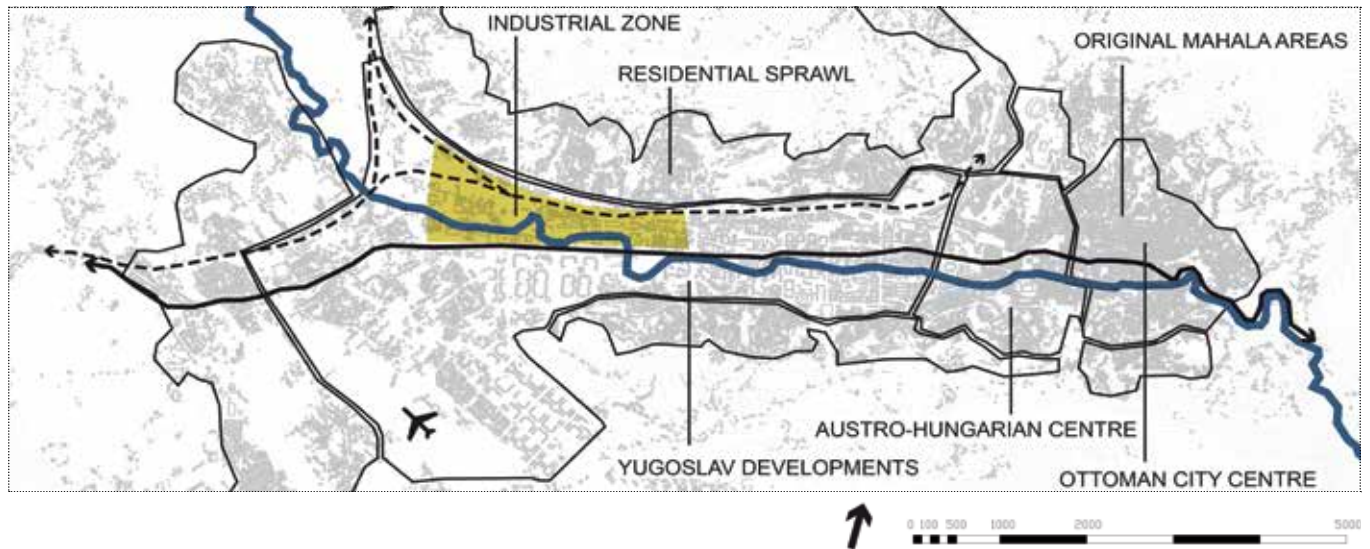 INDUSTRIAL ZONE
ORIGINAL MAHALA AREAS
RESIDENTIAL SPRAWL
AUSTRO-HUNGARIAN CENTRE
YUGOSLAV DEVELOPMENTS
OTTOMAN CITY CENTRE
0 100 500 1000 2000 5000